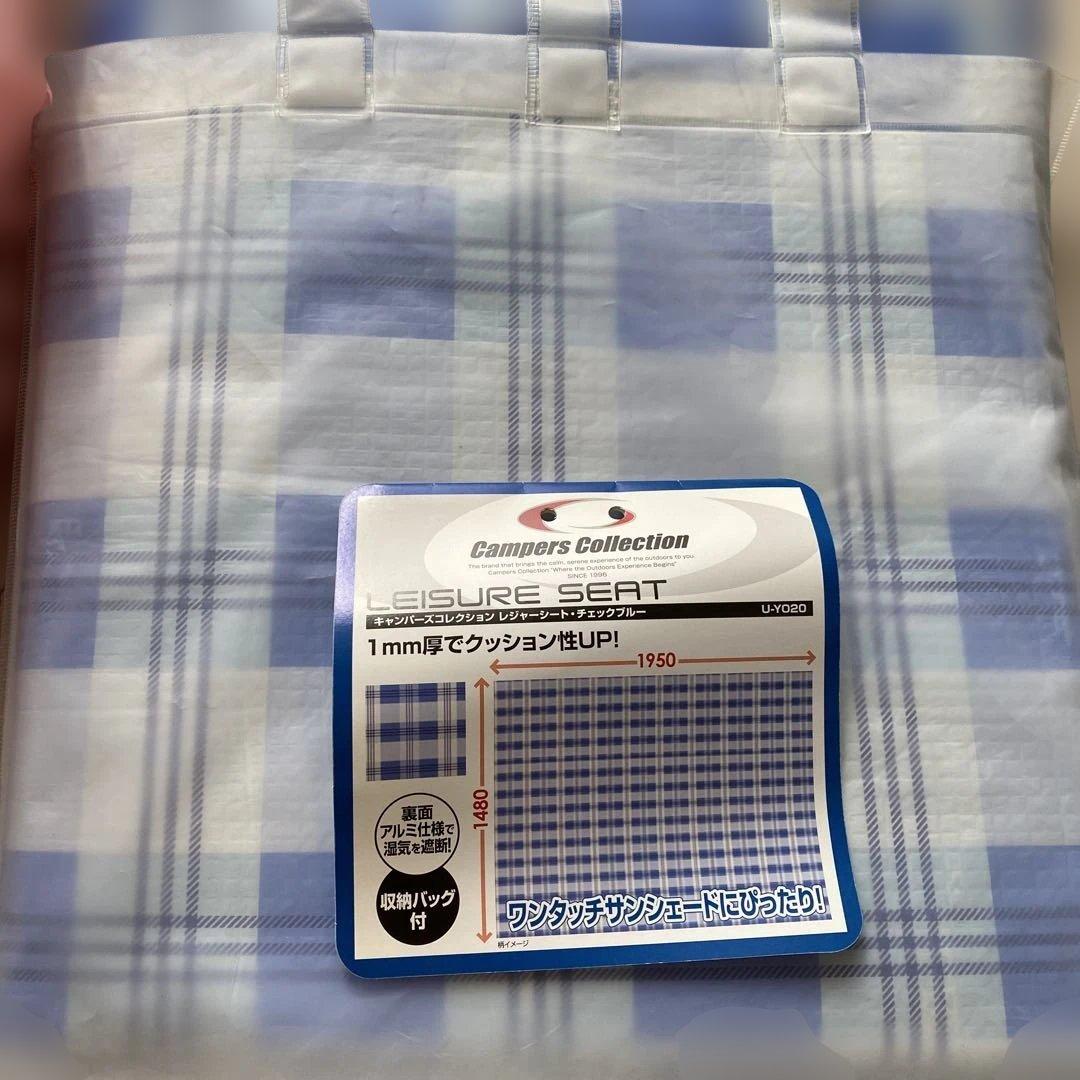 Campers Collection
The brand that brings the calm, serene experience of the outdoors to you.
Campers Collection "Where the Outdoors Experience Begins"
SINCE 1996
LEISURE SEAT
キャンパーズコレクション レジャーシート・チェックブルー U-Y020
1mm厚でクッション性UP!
1950
1480
裏面
アルミ仕様で
湿気を遮断!
収納バッグ
付
ワンタッチサンシェードにぴったり!
柄イメージ